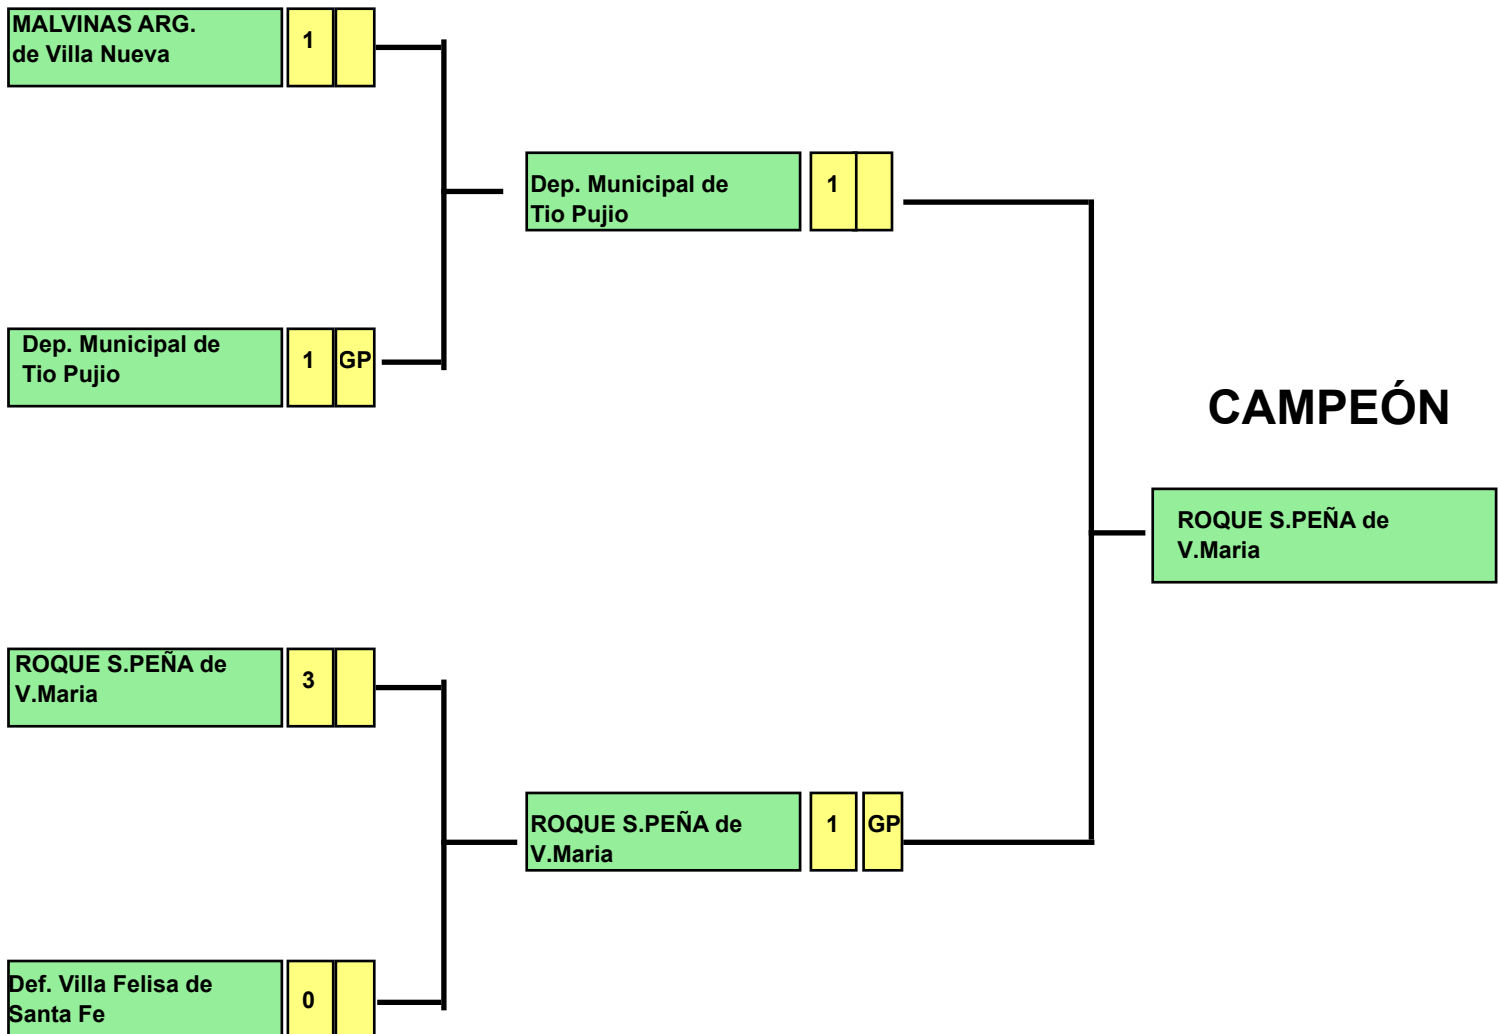 MALVINAS ARG.
de Villa Nueva
1
Dep. Municipal de
Tio Pujio
1
Dep. Municipal de
Tio Pujio
1 GP
CAMPEÓN
ROQUE S.PEÑA de
V.Maria
ROQUE S.PEÑA de
V.Maria
3
ROQUE S.PEÑA de
V.Maria
1 GP
Def. Villa Felisa de
Santa Fe
0